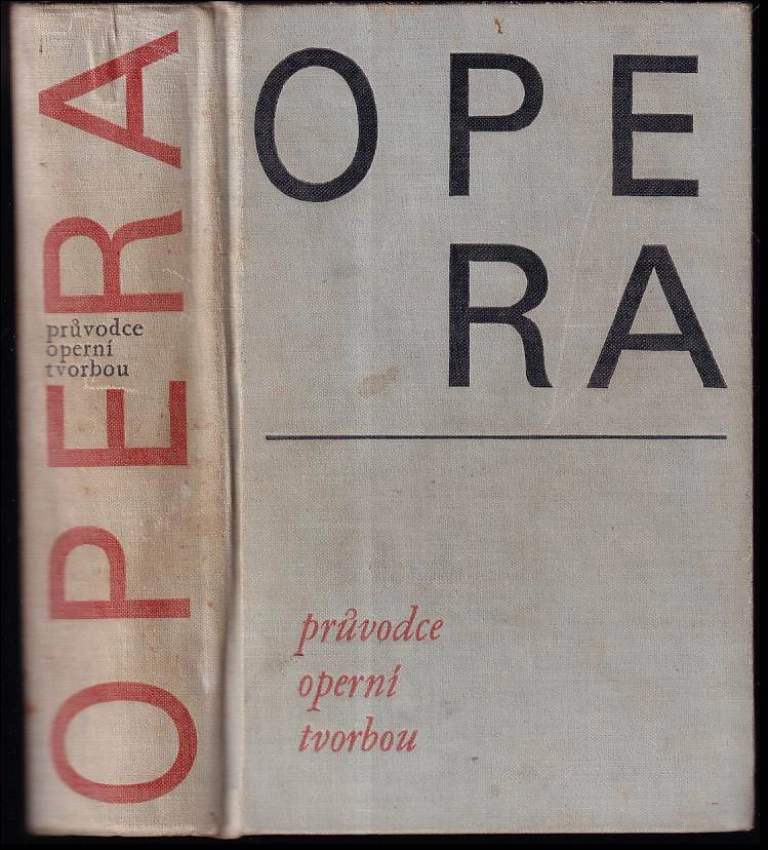 OPERA
průvodce
operní
tvorbou
OPE
RA
průvodce
operní
tvorbou